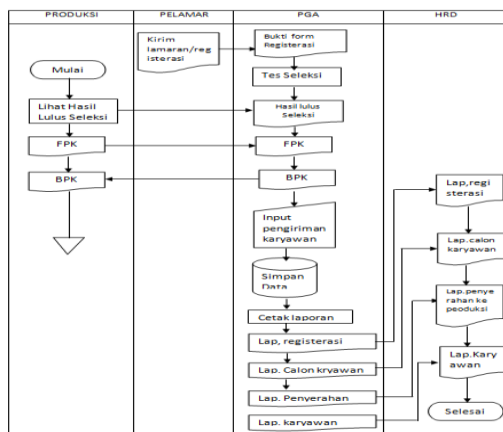 PRODUKSI
PELAMAR
PGA
HRD
Kirim
lamaran/reg
isterasi
Bukti form
Registerasi
Mulai
Tes Seleksi
Lihat Hasil
Lulus Seleksi
Hasil lulus
Seleksi
FPK
FPK
BPK
BPK
Lap,regi
sterasi
Input
pengiriman
karyawan
Lap.calon
karyawan
Simpan
Data
Lap.penye
rahan ke
peoduksi
Cetak laporan
Lap, registerasi
Lap.Kary
awan
Lap. Calon kryawan
Lap. Penyerahan
Lap. karyawan
Selesai